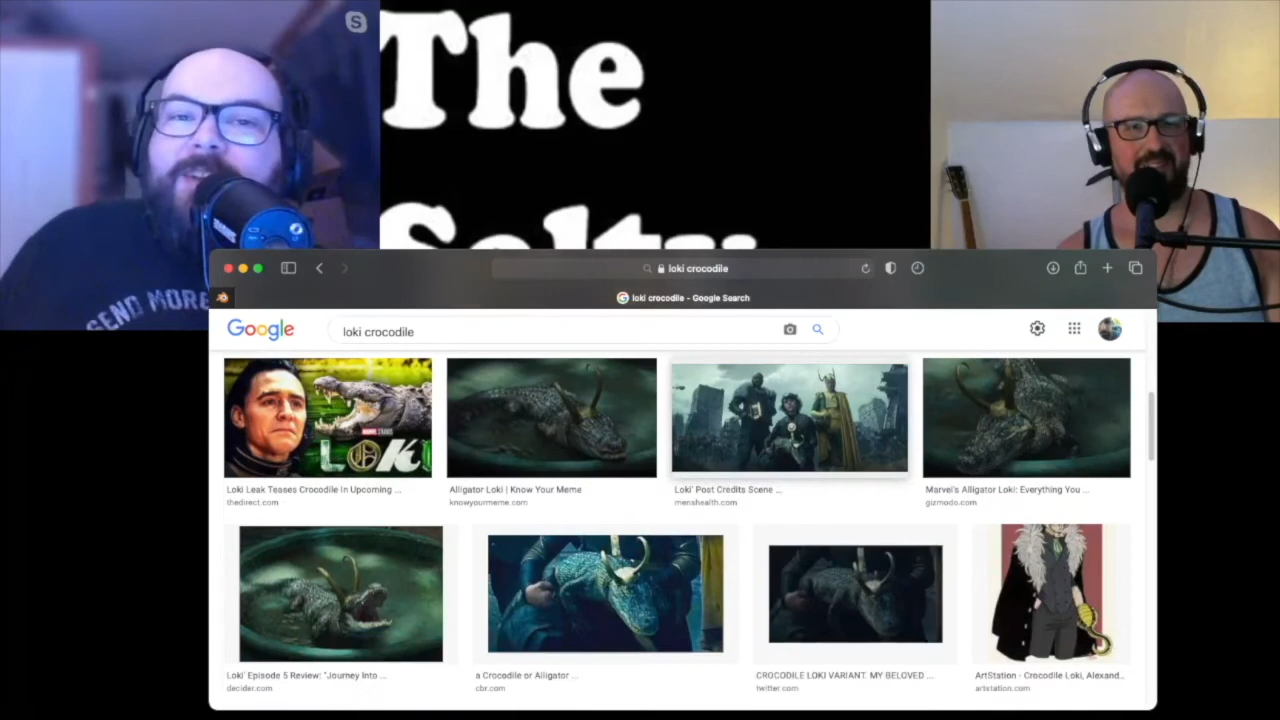 The
Salty
SEND MORE
loki crocodile
loki crocodile - Google Search
Google
loki crocodile
MARVEL STUDIOS
LOKI
Loki Leak Teases Crocodile In Upcoming ...
thedirect.com
Alligator Loki | Know Your Meme
knowyourmeme.com
Loki' Post Credits Scene ...
menshealth.com
Marvel's Alligator Loki: Everything You ...
gizmodo.com
Loki' Episode 5 Review: "Journey Into ...
decider.com
a Crocodile or Alligator ...
cbr.com
CROCODILE LOKI VARIANT. MY BELOVED ...
twitter.com
ArtStation - Crocodile Loki, Alexand...
artstation.com